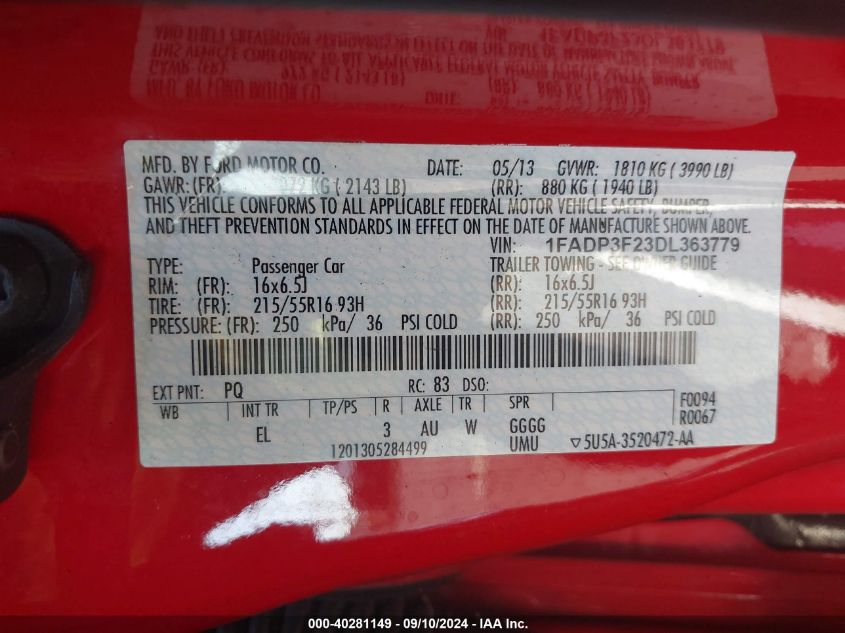 MFD. BY FORD MOTOR CO. DATE: 05/13 GVWR: 1810 KG ( 3990 LB)
GAWR: (FR): 972 KG ( 2143 LB) (RR): 880 KG ( 1940 LB)
THIS VEHICLE CONFORMS TO ALL APPLICABLE FEDERAL MOTOR VEHICLE SAFETY, BUMPER,
AND THEFT PREVENTION STANDARDS IN EFFECT ON THE DATE OF MANUFACTURE SHOWN ABOVE.
VIN: 1FADP3F23DL363779
TYPE: Passenger Car TRAILER TOWING - SEE OWNER GUIDE
RIM: (FR): 16x6.5J (RR): 16x6.5J
TIRE: (FR): 215/55R16 93H (RR): 215/55R16 93H
PRESSURE: (FR): 250 kPa/ 36 PSI COLD (RR): 250 kPa/ 36 PSI COLD
EXT PNT: PQ RC: 83 DSO:
WB INT TR TP/PS R AXLE TR SPR F0094
R0067
EL 3 AU W GGGG
1201305284499 UMU ▽5U5A-3520472-AA
000-40281149 - 09/10/2024 - IAA Inc.